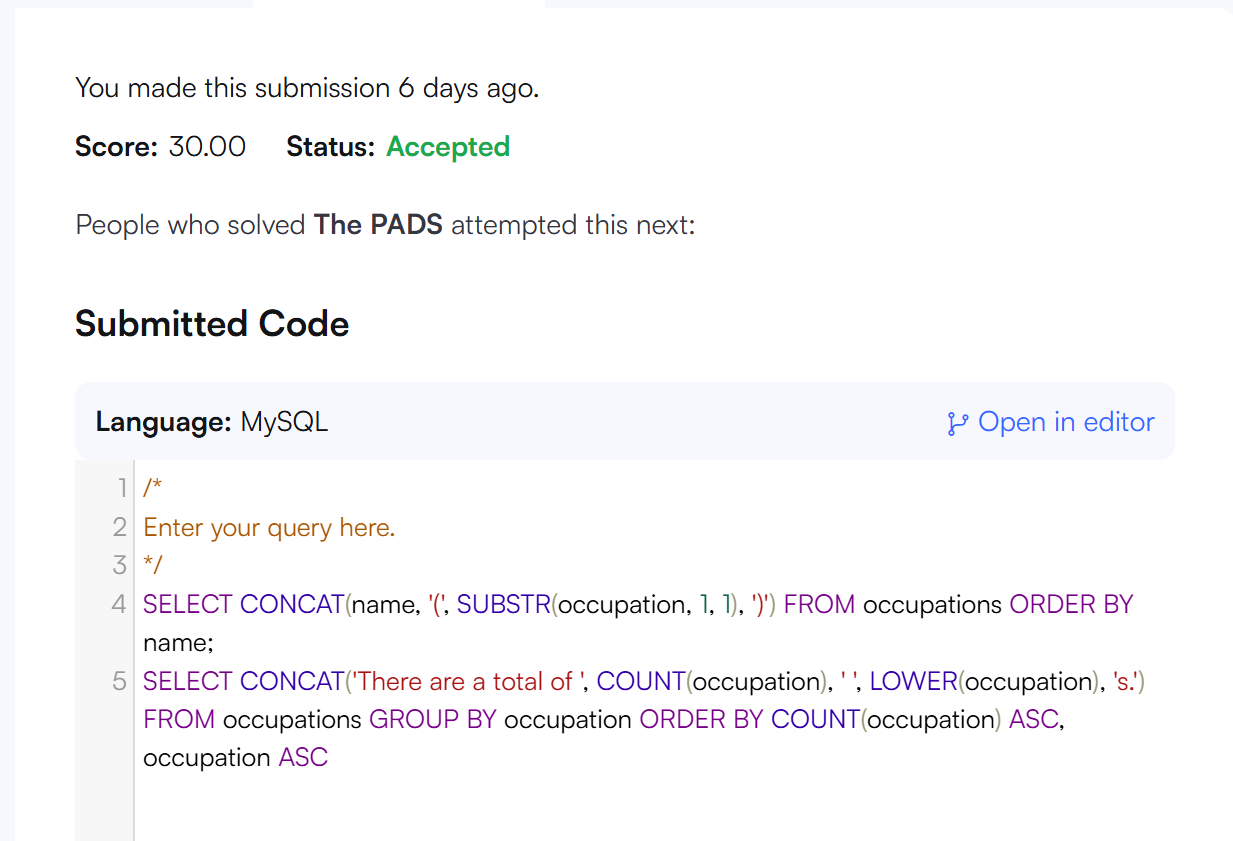 You made this submission 6 days ago.
Score: 30.00 Status: Accepted
People who solved The PADS attempted this next:
Submitted Code
Language: MySQL Open in editor
1 /*
2 Enter your query here.
3 */
4 SELECT CONCAT(name, '(', SUBSTR(occupation, 1, 1), ')') FROM occupations ORDER BY
name;
5 SELECT CONCAT('There are a total of ', COUNT(occupation), ' ', LOWER(occupation), 's.')
FROM occupations GROUP BY occupation ORDER BY COUNT(occupation) ASC,
occupation ASC